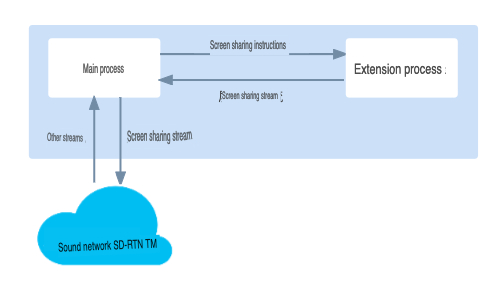 Screen sharing instructions
Main process
Extension process :
Screen sharing stream
Other streams .
Screen sharing stream
Sound network SD-RTN TM